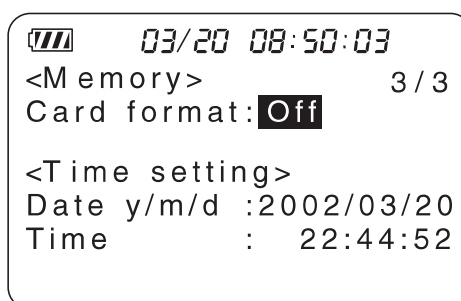 03/20 08:50:03
<Memory> 3/3
Card format:Off
<Time setting>
Date y/m/d :2002/03/20
Time : 22:44:52